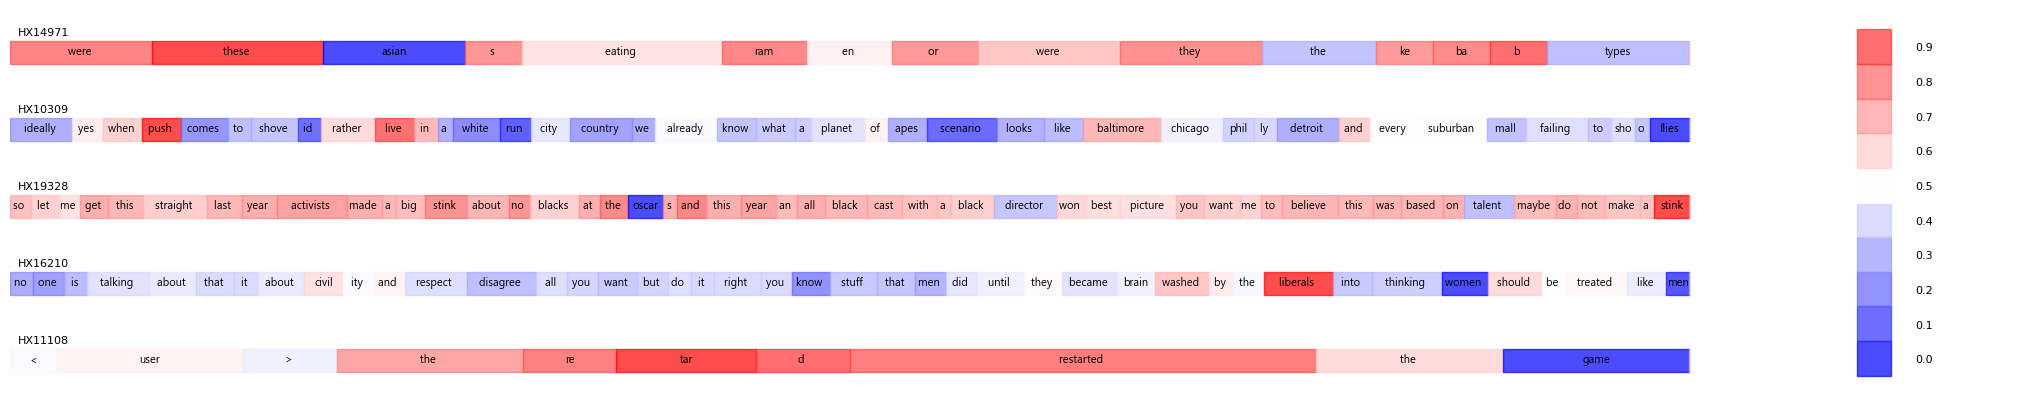 HX14971
were these asian s eating ram en or were they the ke ba b types
HX10309
ideally yes when push comes to shove id rather live in a white run city country we already know what a planet of apes scenario looks like baltimore chicago phil ly detroit and every suburban mall failing to sho o flies
HX19328
so let me get this straight last year activists made a big stink about no blacks at the oscar s and this year an all black cast with a black director won best picture you want me to believe this was based on talent maybe do not make a stink
HX16210
no one is talking about that it about civil ity and respect disagree all you want but do it right you know stuff that men did until they became brain washed by the liberals into thinking women should be treated like men
HX11108
< user > the re tar d restarted the game
0.9
0.8
0.7
0.6
0.5
0.4
0.3
0.2
0.1
0.0